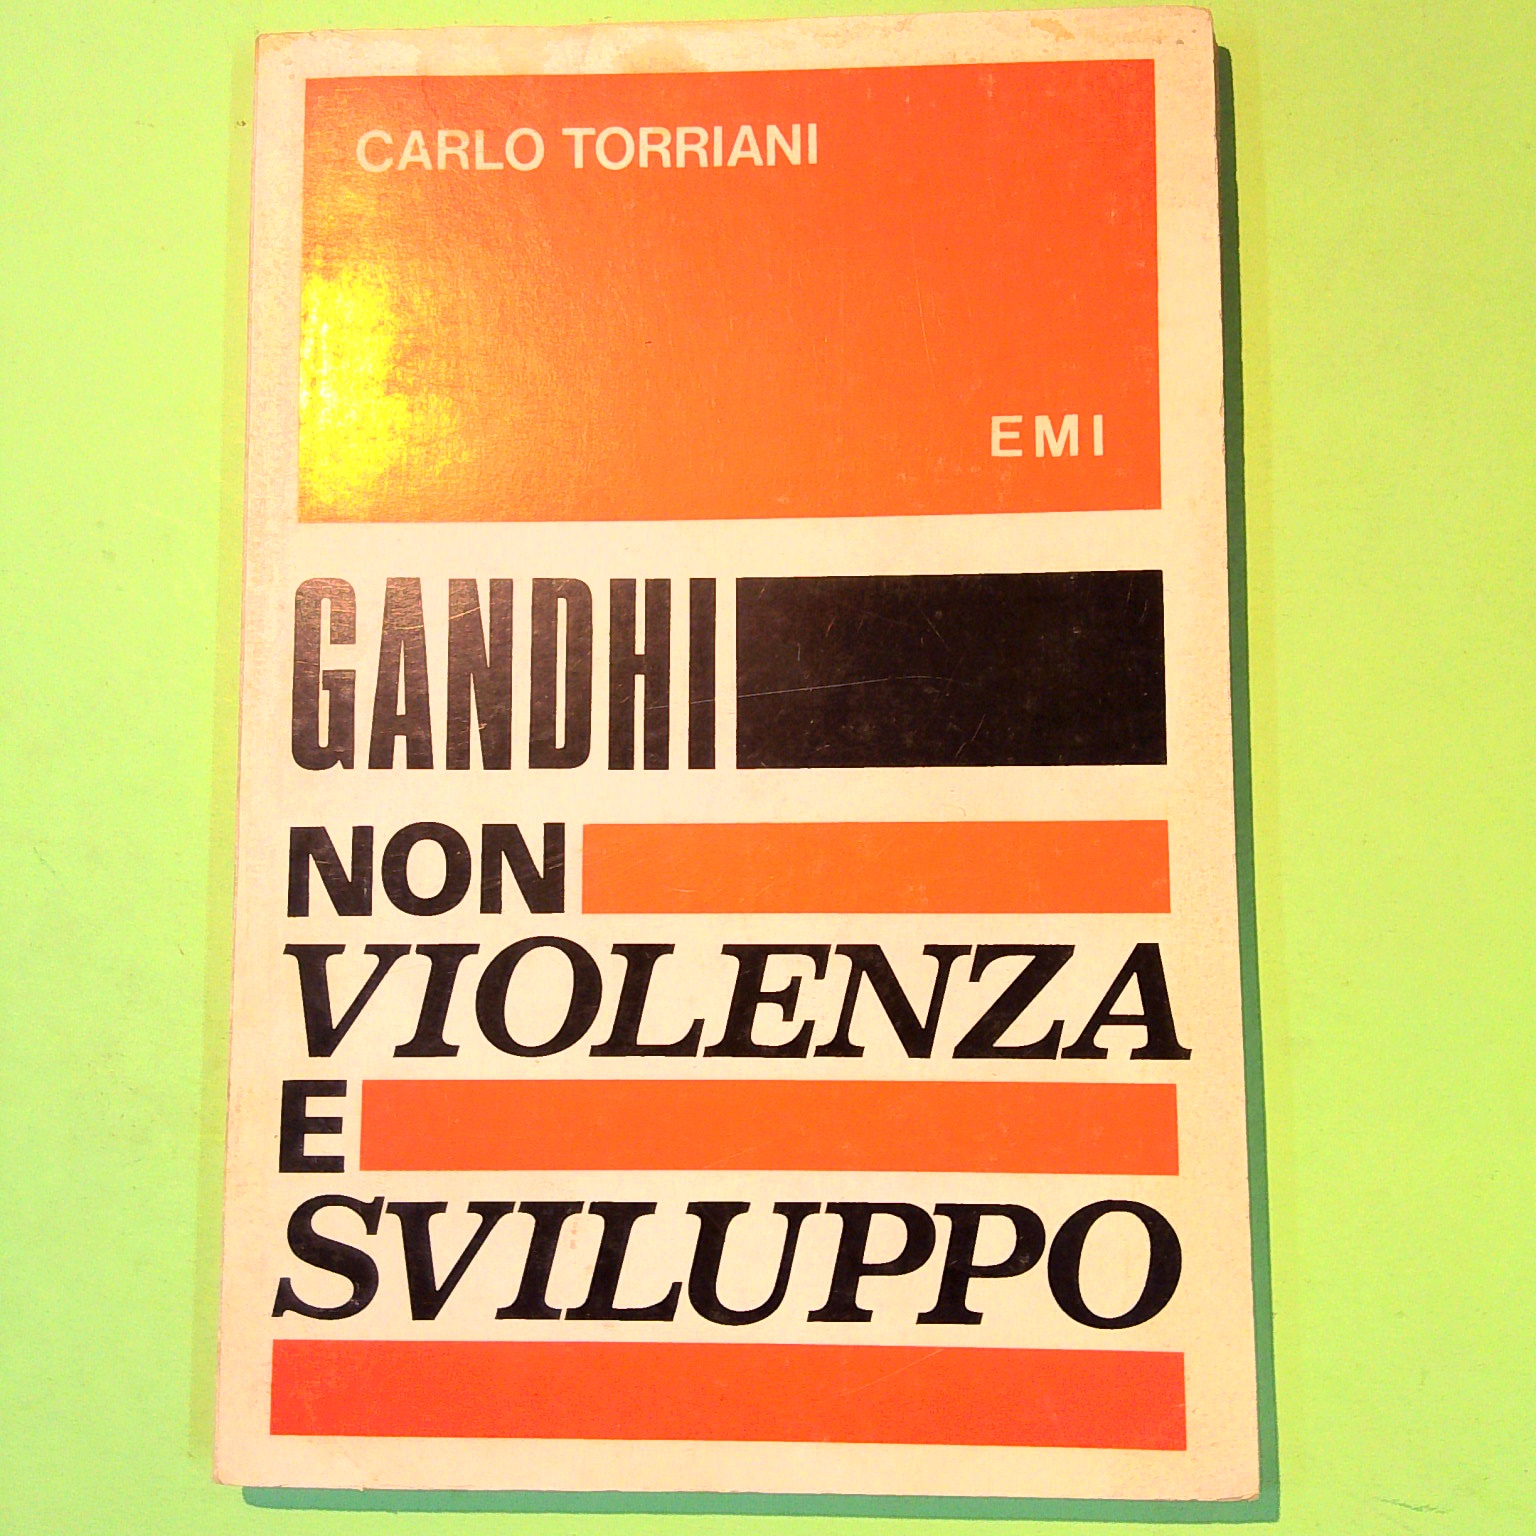 CARLO TORRIANI
EMI
GANDHI
NON
VIOLENZA
E
SVILUPPO